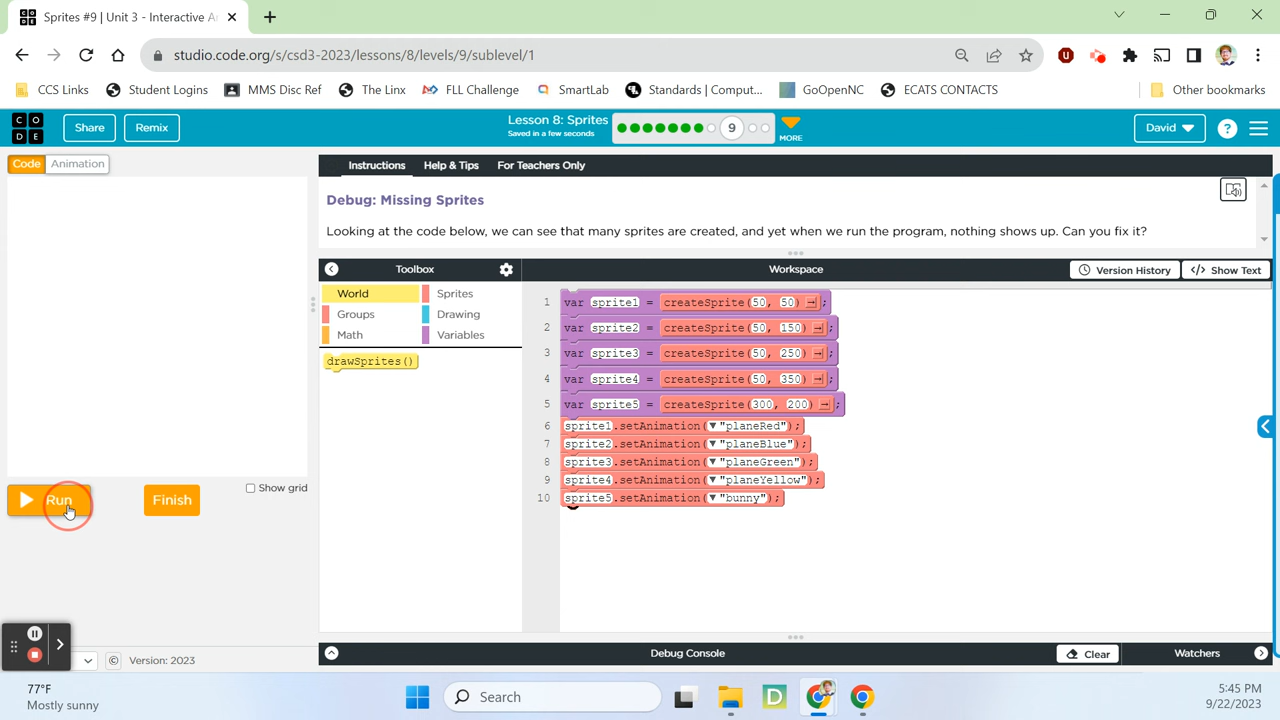 Sprites #9 | Unit 3 - Interactive A
studio.code.org/s/csd3-2023/lessons/8/levels/9/sublevel/1
CCS Links
Student Logins
MMS Disc Ref
The Linx
FLL Challenge
SmartLab
Standards | Comput...
GoOpenNC
ECATS CONTACTS
Other bookmarks
C O
D E
Share
Remix
Lesson 8: Sprites
Saved in a few seconds
9
MORE
David
?
Code
Animation
Instructions
Help & Tips
For Teachers Only
Debug: Missing Sprites
Looking at the code below, we can see that many sprites are created, and yet when we run the program, nothing shows up. Can you fix it?
Toolbox
Workspace
Version History
</> Show Text
World
Sprites
Groups
Drawing
Math
Variables
drawSprites()
1 var sprite1 = createSprite(50, 50);
2 var sprite2 = createSprite(50, 150);
3 var sprite3 = createSprite(50, 250);
4 var sprite4 = createSprite(50, 350);
5 var sprite5 = createSprite(300, 200);
6 sprite1.setAnimation(▼"planeRed");
7 sprite2.setAnimation(▼"planeBlue");
8 sprite3.setAnimation(▼"planeGreen");
9 sprite4.setAnimation(▼"planeYellow");
10 sprite5.setAnimation(▼"bunny");
Run
Finish
Show grid
© Version: 2023
Debug Console
Clear
Watchers
77°F
Mostly sunny
Search
D
5:45 PM
9/22/2023